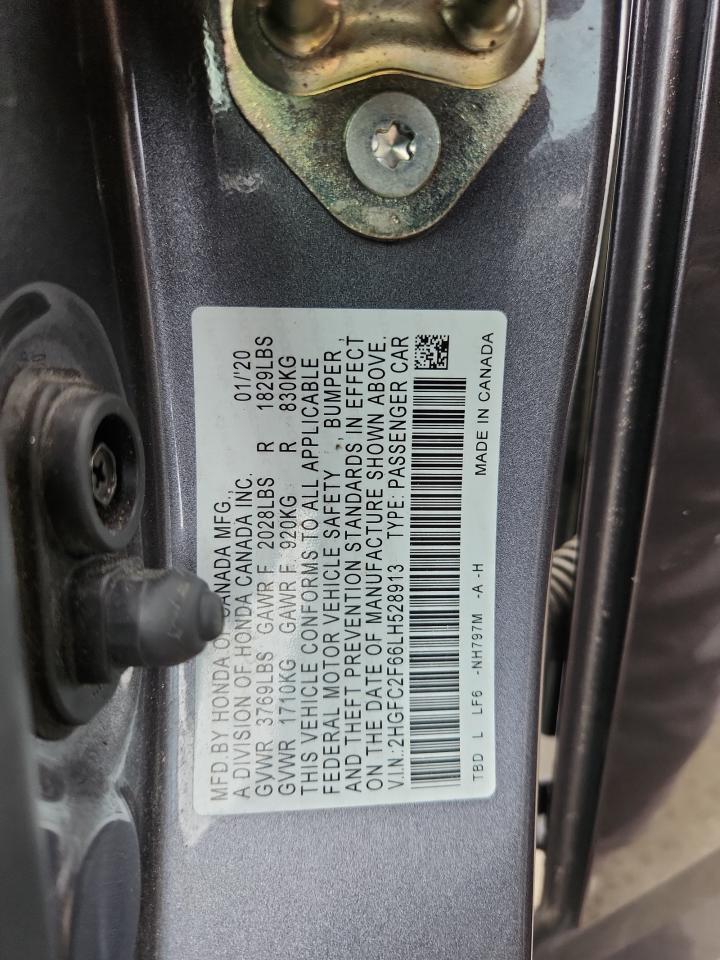 MFD.BY HONDA OF CANADA MFG., 01/'20
A DIVISION OF HONDA CANADA INC.
GVWR 3769LBS GAWR F 2028LBS R 1829LBS
GVWR 1710KG GAWR F 920KG R 830KG
THIS VEHICLE CONFORMS TO ALL APPLICABLE
FEDERAL MOTOR VEHICLE SAFETY , BUMPER ,
AND THEFT PREVENTION STANDARDS IN EFFECT
ON THE DATE OF MANUFACTURE SHOWN ABOVE.
V.I.N.:2HGFC2F66LH528913 TYPE: PASSENGER CAR
TBD L LF6 -NH797M -A -H MADE IN CANADA